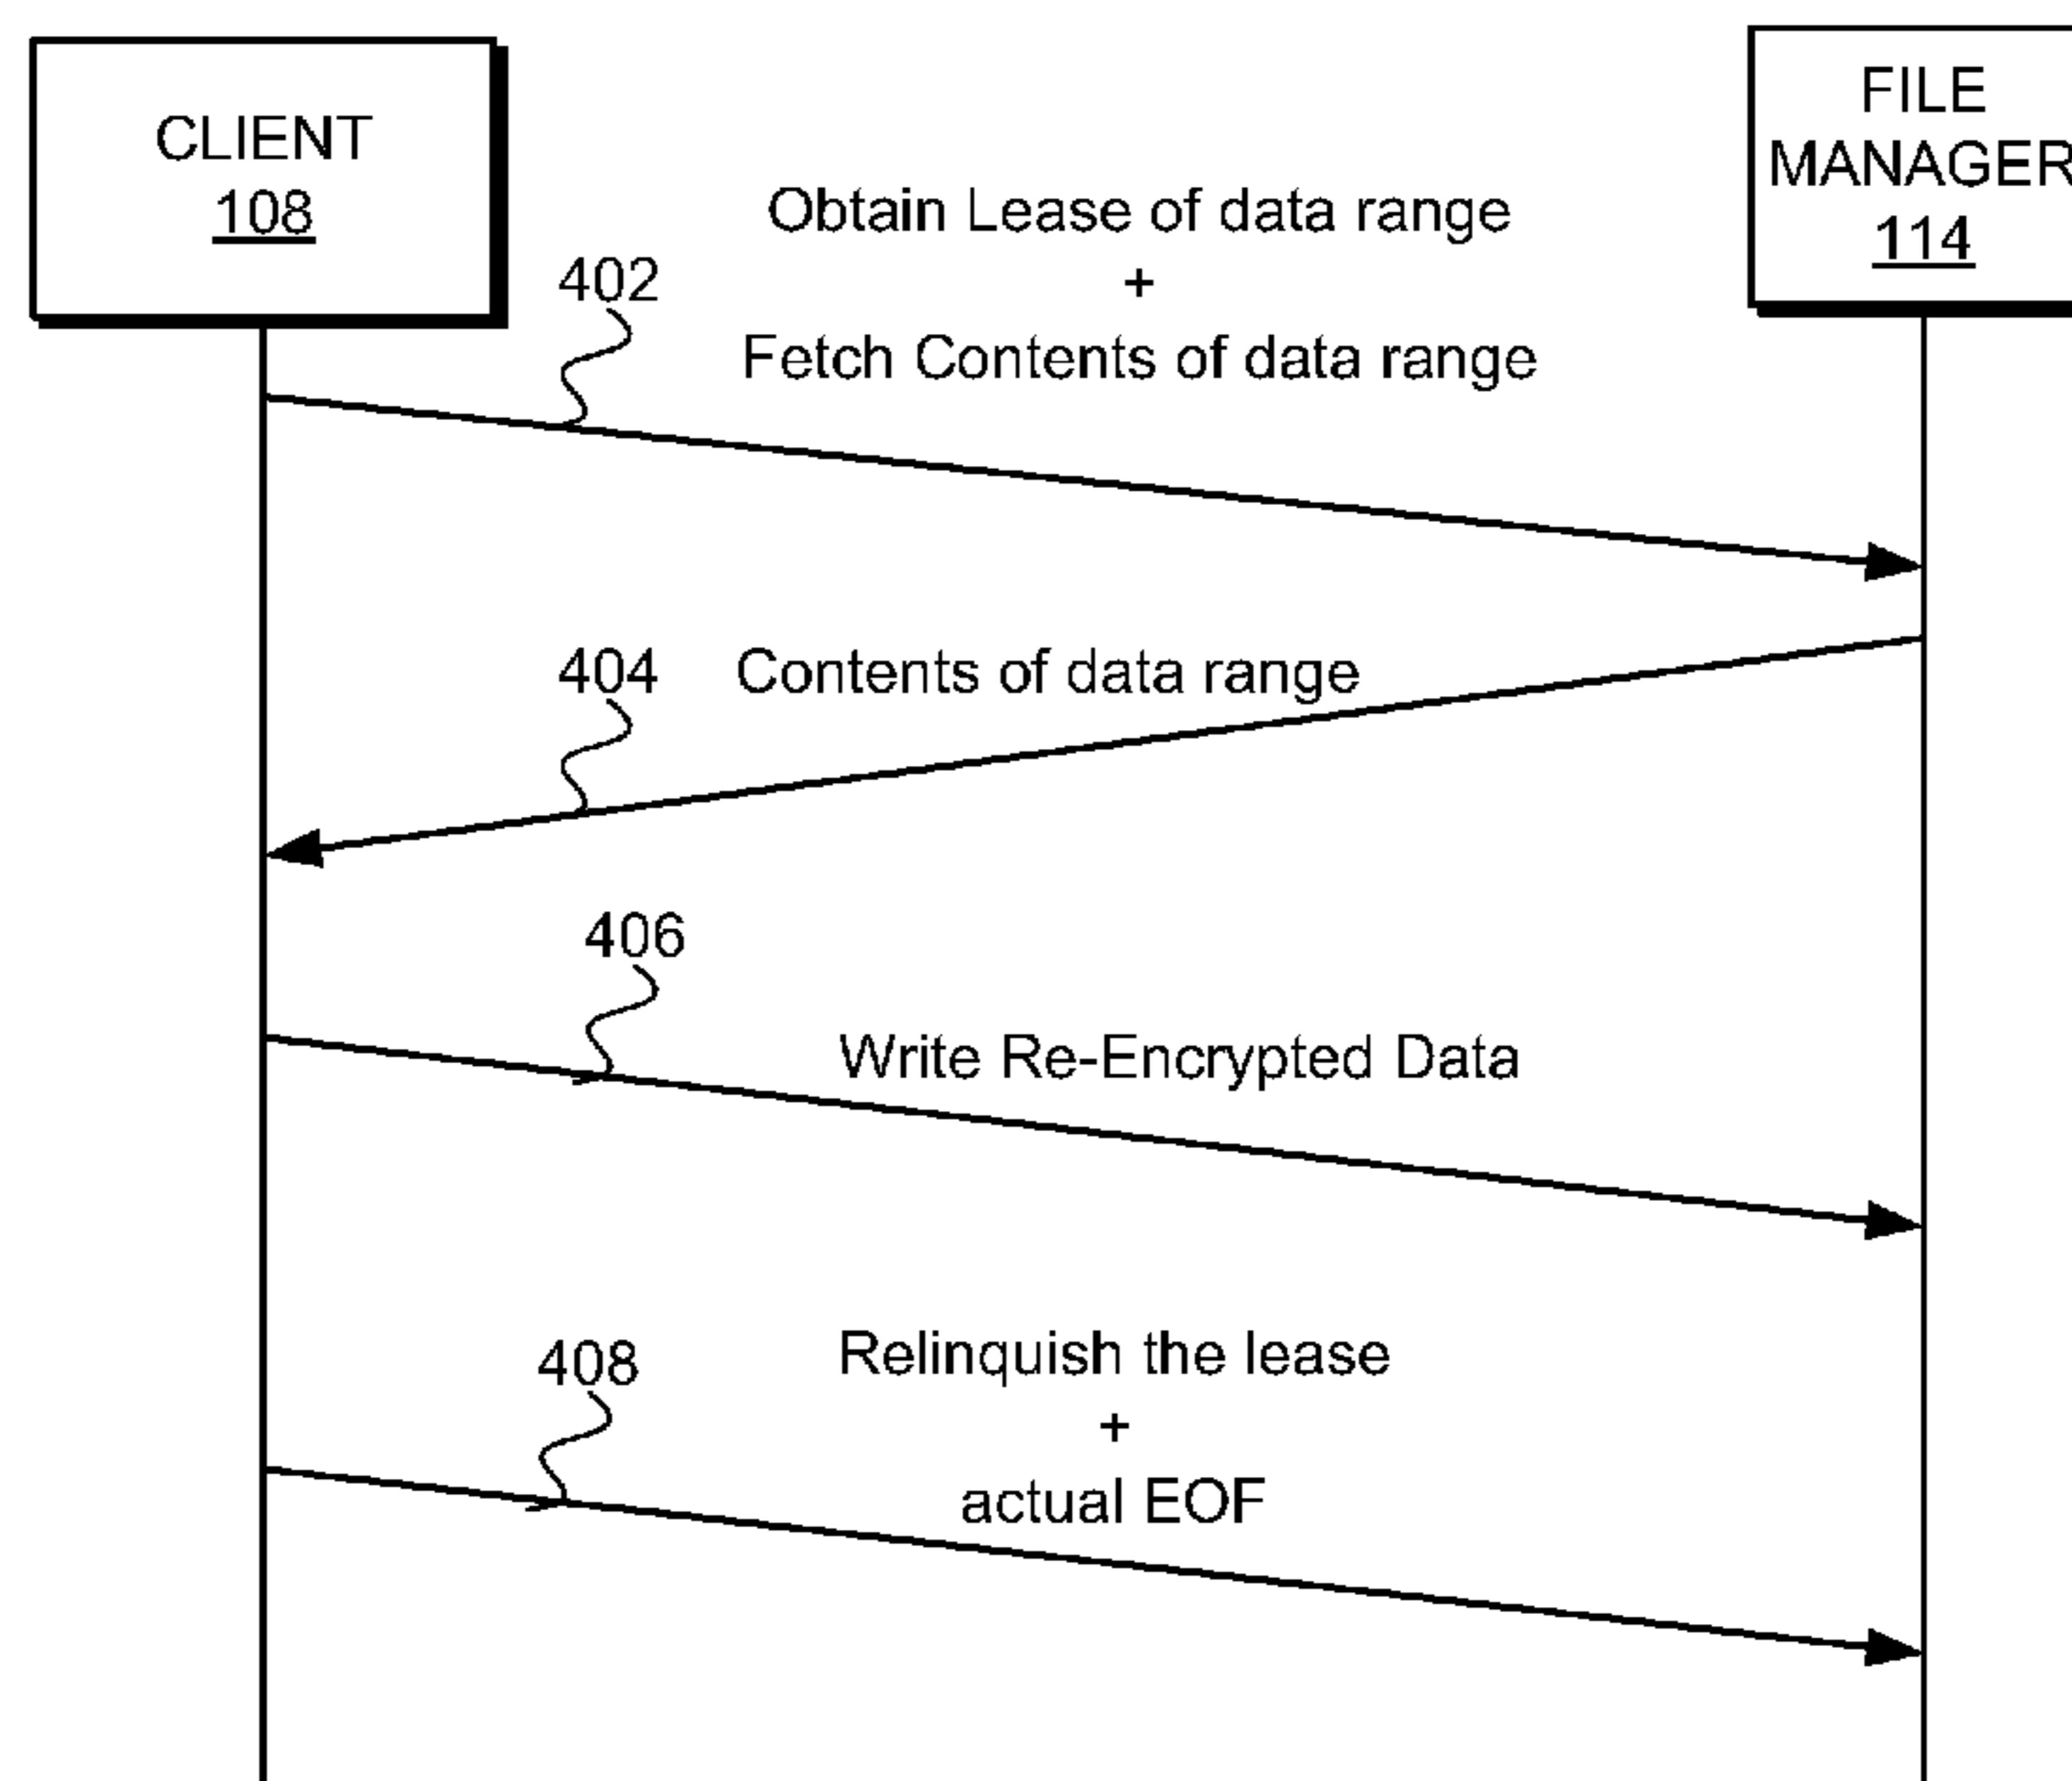 CLIENT
108
FILE
MANAGER
114
Obtain Lease of data range
+
Fetch Contents of data range
402
404
Contents of data range
406
Write Re-Encrypted Data
408
Relinquish the lease
+
actual EOF